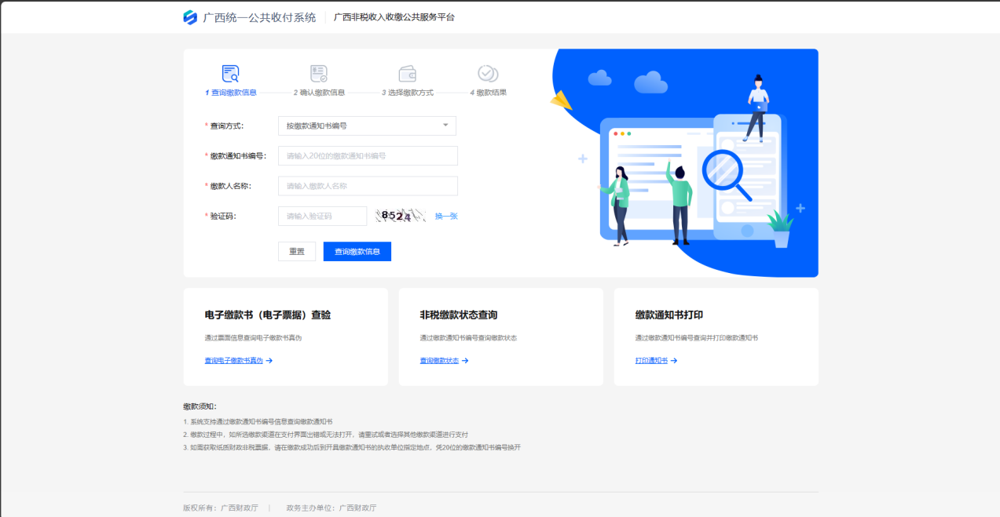 广西统一公共收付系统 广西非税收入收缴公共服务平台
1 查询缴款信息 2 确认缴款信息 3 选择缴款方式 4 缴款结果
* 查询方式: 按缴款通知书编号
* 缴款通知书编号: 请输入20位的缴款通知书编号
* 缴款人名称: 请输入缴款人名称
* 验证码: 请输入验证码 8524 换一张
重置 查询缴款信息
电子缴款书（电子票据）查验
通过票面信息查询电子缴款书真伪
查询电子缴款书真伪 →
非税缴款状态查询
通过缴款通知书编号查询缴款状态
查询缴款状态 →
缴款通知书打印
通过缴款通知书编号查询并打印缴款通知书
打印通知书 →
缴款须知:
1. 系统支持通过缴款通知书编号信息查询缴款通知书
2. 缴款过程中，如所选缴款渠道在支付界面出错或无法打开，请重试或者选择其他缴款渠道进行支付
3. 如需获取纸质财政非税票据，请在缴款成功后到开具缴款通知书的执收单位指定地点，凭20位的缴款通知书编号换开
版权所有：广西财政厅 | 政务主办单位：广西财政厅